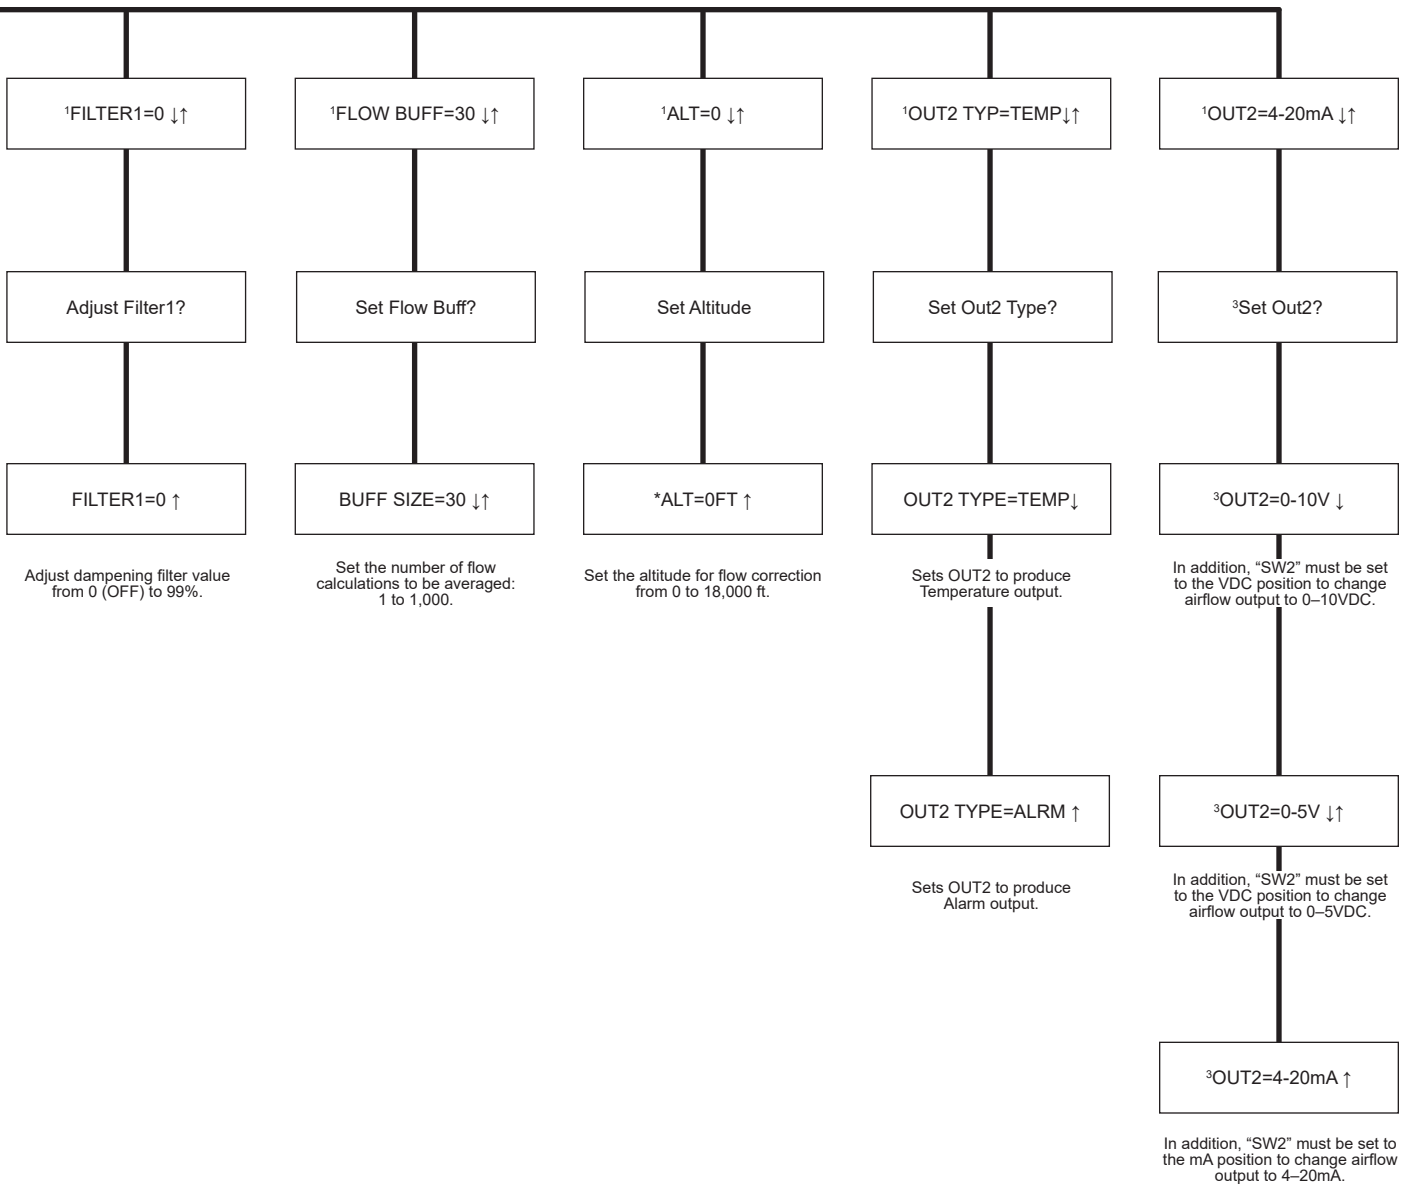 ¹FILTER1=0 ↓↑
¹FLOW BUFF=30 ↓↑
¹ALT=0 ↓↑
¹OUT2 TYP=TEMP↓↑
¹OUT2=4-20mA ↓↑
Adjust Filter1?
Set Flow Buff?
Set Altitude
Set Out2 Type?
³Set Out2?
FILTER1=0 ↑
BUFF SIZE=30 ↓↑
*ALT=0FT ↑
OUT2 TYPE=TEMP↓
³OUT2=0-10V ↓
Adjust dampening filter value
from 0 (OFF) to 99%.
Set the number of flow
calculations to be averaged:
1 to 1,000.
Set the altitude for flow correction
from 0 to 18,000 ft.
Sets OUT2 to produce
Temperature output.
In addition, “SW2” must be set
to the VDC position to change
airflow output to 0–10VDC.
OUT2 TYPE=ALRM ↑
³OUT2=0-5V ↓↑
Sets OUT2 to produce
Alarm output.
In addition, “SW2” must be set
to the VDC position to change
airflow output to 0–5VDC.
³OUT2=4-20mA ↑
In addition, “SW2” must be set to
the mA position to change airflow
output to 4–20mA.